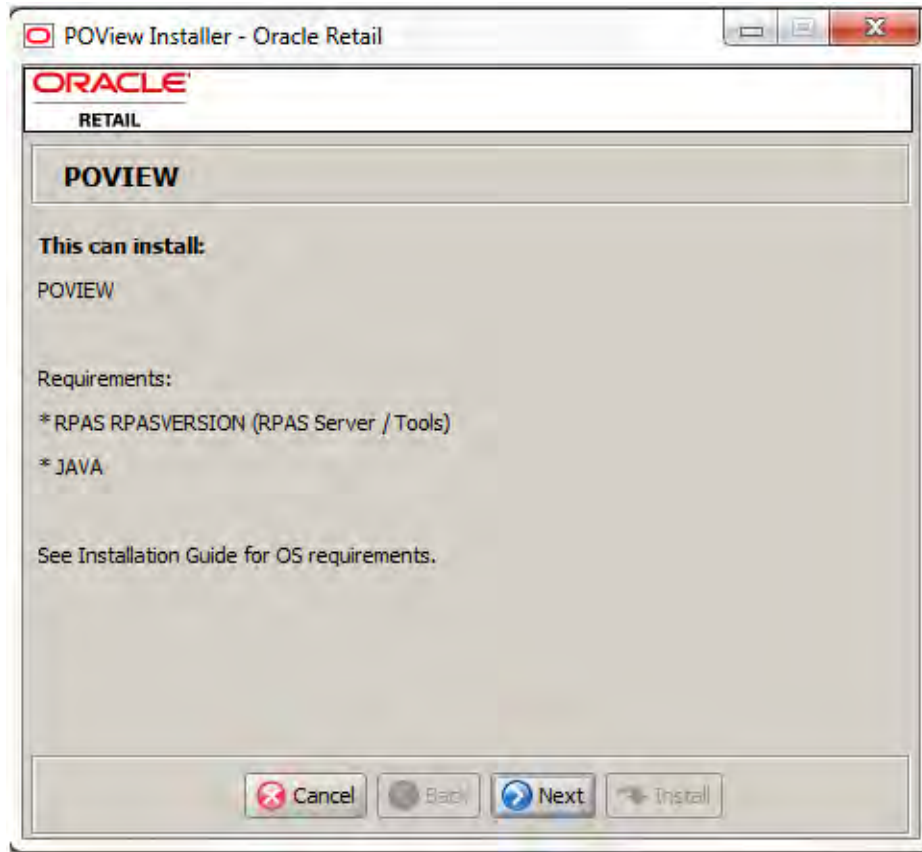 POView Installer - Oracle Retail
ORACLE
RETAIL
POVIEW
This can install:
POVIEW
Requirements:
* RPAS RPASVERSION (RPAS Server / Tools)
* JAVA
See Installation Guide for OS requirements.
Cancel Back Next Install